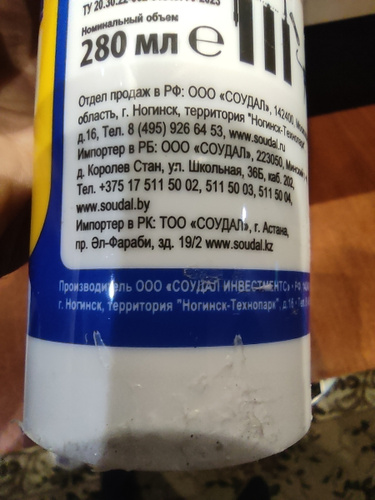 ТУ 20.30.22
Номинальный объем
280 мл ℮
Отдел продаж в РФ: ООО «СОУДАЛ», 142400,
область, г. Ногинск, территория "Ногинск-Технопарк"
д.16, Тел. 8 (495) 926 64 53, www.soudal.ru
Импортер в РБ: ООО «СОУДАЛ», 223050,
д. Королев Стан, ул. Школьная, 36Б, каб. 202,
Тел. +375 17 511 50 02, 511 50 03, 511 50 04,
www.soudal.by
Импортер в РК: ТОО «СОУДАЛ», г. Астана,
пр. Әл-Фараби, зд. 19/2 www.soudal.kz
Производитель ООО «СОУДАЛ ИНВЕСТМЕНТС» РФ
г. Ногинск, территория "Ногинск-Технопарк", д.16